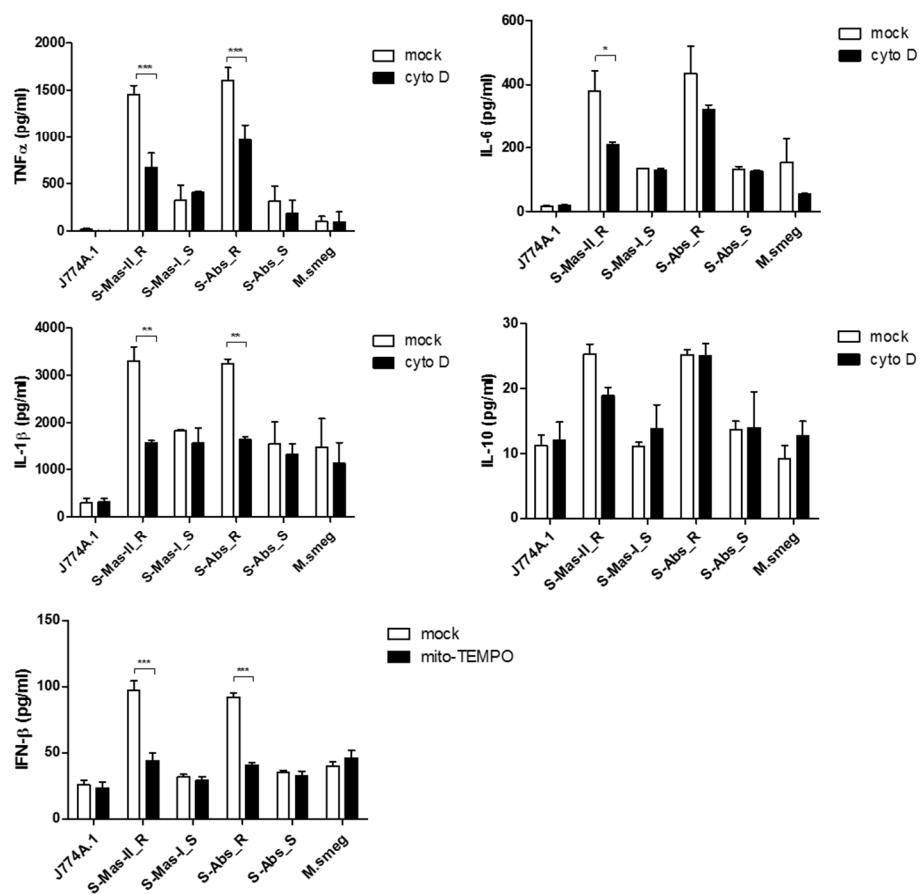 TNFα (pg/ml)
2000
1500
1000
500
0
***
***
mock
cyto D
J774A.1
S-Mas-II_R
S-Mas-I_S
S-Abs_R
S-Abs_S
M.smeg
IL-6 (pg/ml)
600
400
200
0
*
mock
cyto D
J774A.1
S-Mas-II_R
S-Mas-I_S
S-Abs_R
S-Abs_S
M.smeg
IL-1β (pg/ml)
4000
3000
2000
1000
0
**
**
mock
cyto D
J774A.1
S-Mas-II_R
S-Mas-I_S
S-Abs_R
S-Abs_S
M.smeg
IL-10 (pg/ml)
30
20
10
0
mock
cyto D
J774A.1
S-Mas-II_R
S-Mas-I_S
S-Abs_R
S-Abs_S
M.smeg
IFN-β (pg/ml)
150
100
50
0
***
***
mock
mito-TEMPO
J774A.1
S-Mas-II_R
S-Mas-I_S
S-Abs_R
S-Abs_S
M.smeg